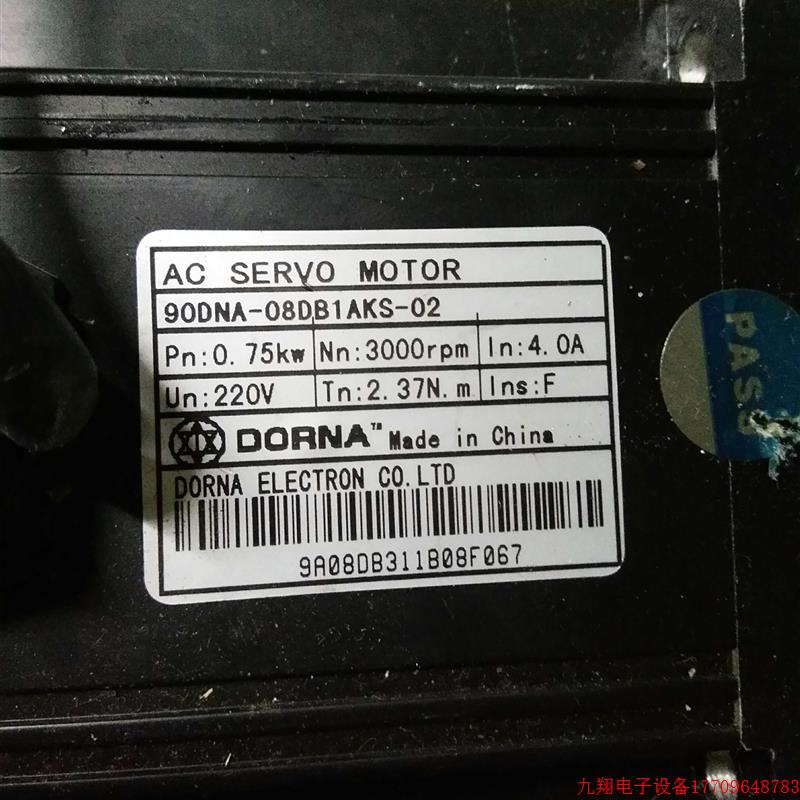 AC SERVO MOTOR
90DNA-08DB1AKS-02
Pn:0.75kw Nn:3000rpm In:4.0A
Un:220V Tn:2.37N.m Ins:F
DORNA™ Made in China
DORNA ELECTRON CO.LTD
9A08DB311B08F067
PASS
九翔电子设备17709648783